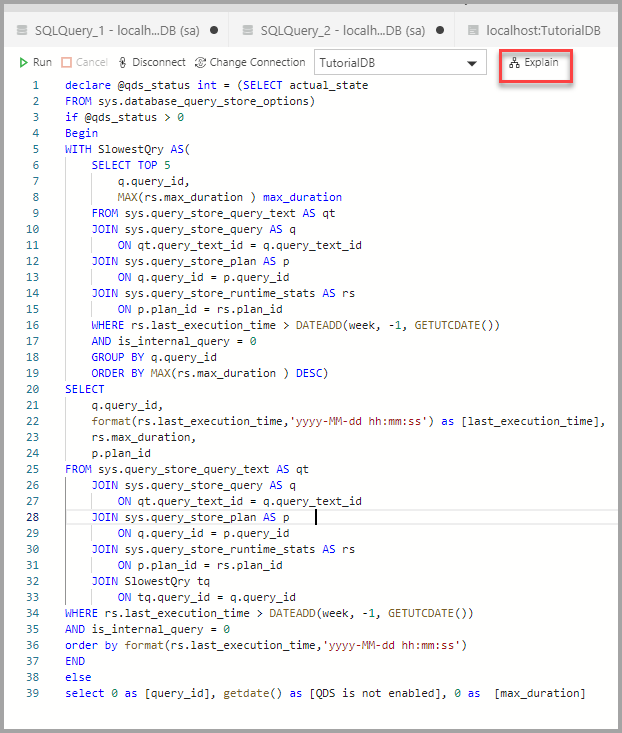 SQLQuery_1 - localh...DB (sa) SQLQuery_2 - localh...DB (sa) localhost:TutorialDB
Run Cancel Disconnect Change Connection TutorialDB Explain
1 declare @qds_status int = (SELECT actual_state
2 FROM sys.database_query_store_options)
3 if @qds_status > 0
4 Begin
5 WITH SlowestQry AS(
6 SELECT TOP 5
7 q.query_id,
8 MAX(rs.max_duration ) max_duration
9 FROM sys.query_store_query_text AS qt
10 JOIN sys.query_store_query AS q
11 ON qt.query_text_id = q.query_text_id
12 JOIN sys.query_store_plan AS p
13 ON q.query_id = p.query_id
14 JOIN sys.query_store_runtime_stats AS rs
15 ON p.plan_id = rs.plan_id
16 WHERE rs.last_execution_time > DATEADD(week, -1, GETUTCDATE())
17 AND is_internal_query = 0
18 GROUP BY q.query_id
19 ORDER BY MAX(rs.max_duration ) DESC)
20 SELECT
21 q.query_id,
22 format(rs.last_execution_time,'yyyy-MM-dd hh:mm:ss') as [last_execution_time],
23 rs.max_duration,
24 p.plan_id
25 FROM sys.query_store_query_text AS qt
26 JOIN sys.query_store_query AS q
27 ON qt.query_text_id = q.query_text_id
28 JOIN sys.query_store_plan AS p
29 ON q.query_id = p.query_id
30 JOIN sys.query_store_runtime_stats AS rs
31 ON p.plan_id = rs.plan_id
32 JOIN SlowestQry tq
33 ON tq.query_id = q.query_id
34 WHERE rs.last_execution_time > DATEADD(week, -1, GETUTCDATE())
35 AND is_internal_query = 0
36 order by format(rs.last_execution_time,'yyyy-MM-dd hh:mm:ss')
37 END
38 else
39 select 0 as [query_id], getdate() as [QDS is not enabled], 0 as  [max_duration]